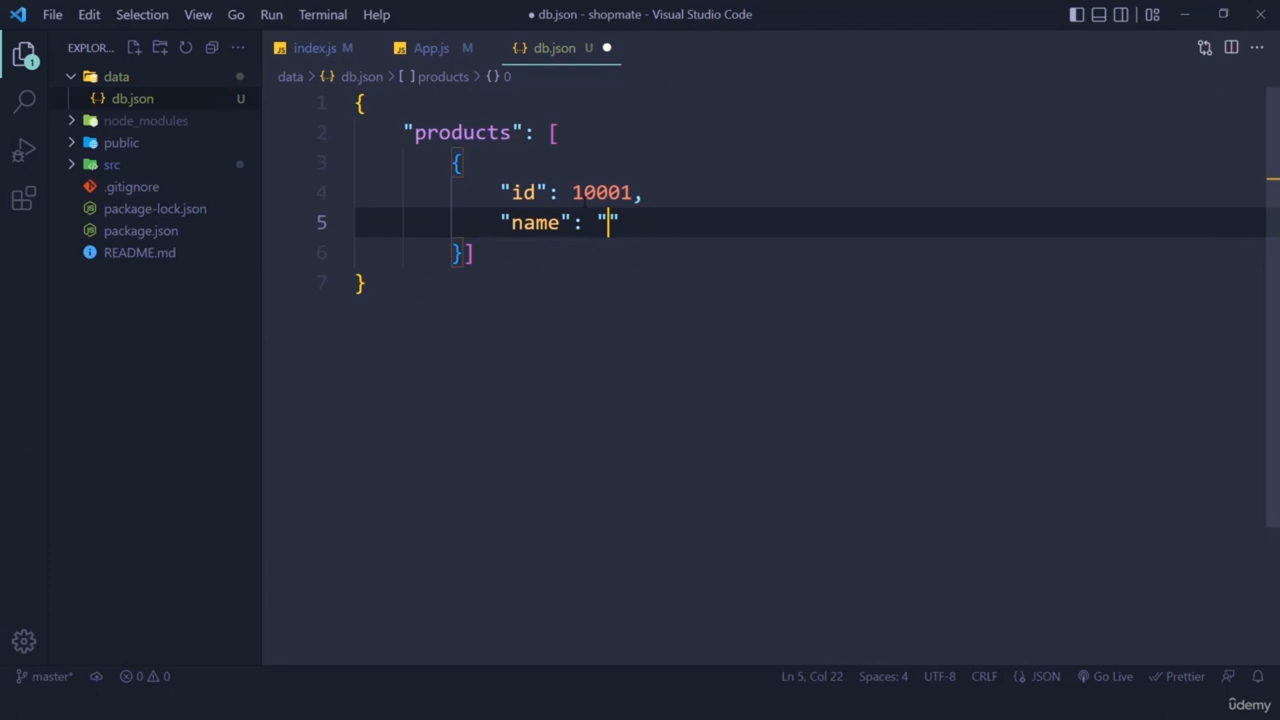 File Edit Selection View Go Run Terminal Help
● db.json - shopmate - Visual Studio Code
EXPLOR...
index.js M
App.js M
db.json U
1
data
data > db.json > [ ] products > {} 0
db.json U
node_modules
public
src
.gitignore
package-lock.json
package.json
README.md
1 {
2 "products": [
3 {
4 "id": 10001,
5 "name": ""
6 }]
7 }
master* 0 0
Ln 5, Col 22 Spaces: 4 UTF-8 CRLF JSON Go Live Prettier
ûdemy